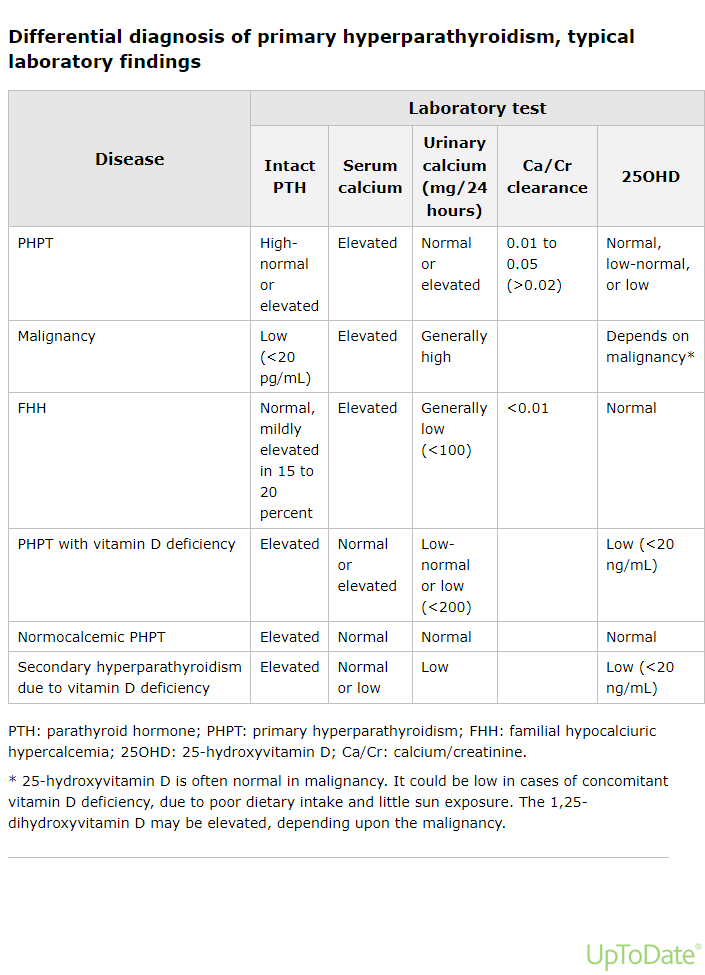 Differential diagnosis of primary hyperparathyroidism, typical
laboratory findings
Disease
Laboratory test
Intact
PTH
Serum
calcium
Urinary
calcium
(mg/24
hours)
Ca/Cr
clearance
25OHD
PHPT
High-
normal
or
elevated
Elevated
Normal
or
elevated
0.01 to
0.05
(>0.02)
Normal,
low-normal,
or low
Malignancy
Low
(<20
pg/mL)
Elevated
Generally
high
Depends on
malignancy*
FHH
Normal,
mildly
elevated
in 15 to
20
percent
Elevated
Generally
low
(<100)
<0.01
Normal
PHPT with vitamin D deficiency
Elevated
Normal
or
elevated
Low-
normal
or low
(<200)
Low (<20
ng/mL)
Normocalcemic PHPT
Elevated
Normal
Normal
Normal
Secondary hyperparathyroidism
due to vitamin D deficiency
Elevated
Normal
or low
Low
Low (<20
ng/mL)
PTH: parathyroid hormone; PHPT: primary hyperparathyroidism; FHH: familial hypocalciuric
hypercalcemia; 25OHD: 25-hydroxyvitamin D; Ca/Cr: calcium/creatinine.
* 25-hydroxyvitamin D is often normal in malignancy. It could be low in cases of concomitant
vitamin D deficiency, due to poor dietary intake and little sun exposure. The 1,25-
dihydroxyvitamin D may be elevated, depending upon the malignancy.
UpToDate®